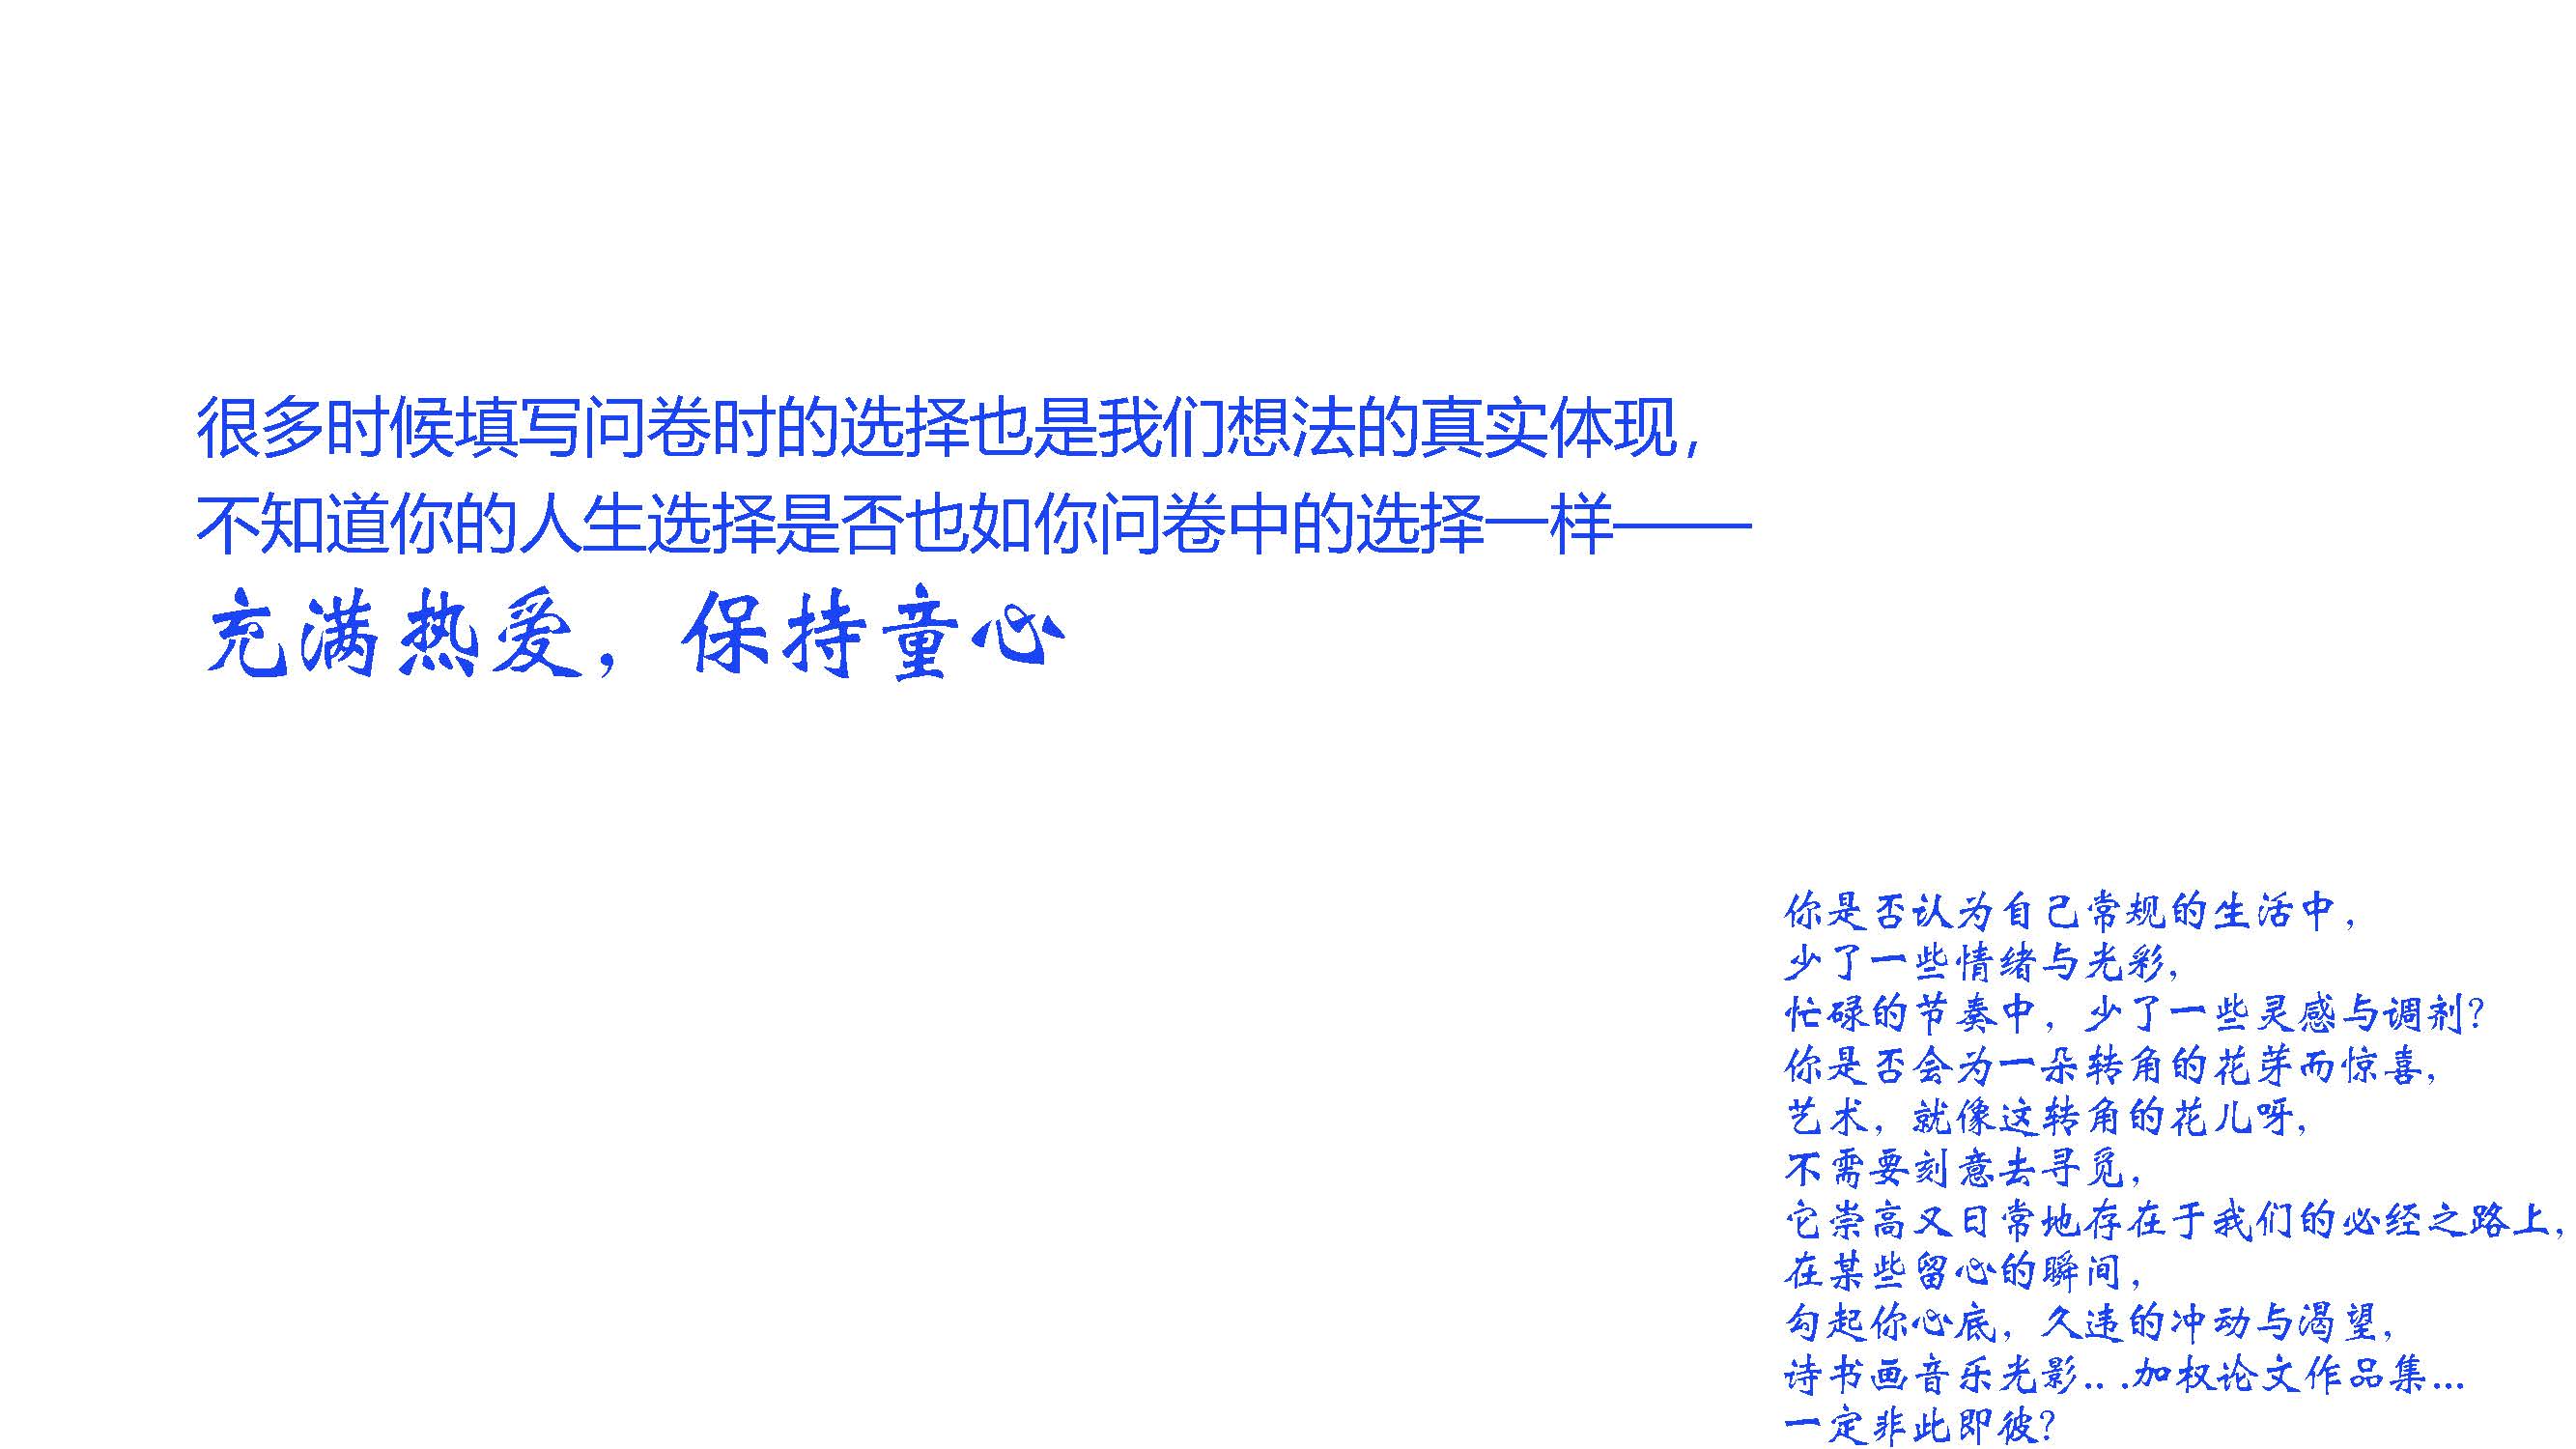 很多时候填写问卷时的选择也是我们想法的真实体现，
不知道你的人生选择是否也如你问卷中的选择一样——
充满热爱，保持童心
你是否认为自己常规的生活中，
少了一些情绪与光彩，
忙碌的节奏中，少了一些灵感与调剂？
你是否会为一朵转角的花芽而惊喜，
艺术，就像这转角的花儿呀，
不需要刻意去寻觅，
它崇高又日常地存在于我们的必经之路上，
在某些留心的瞬间，
勾起你心底，久违的冲动与渴望，
诗书画音乐光影...加权论文作品集...
一定非此即彼？